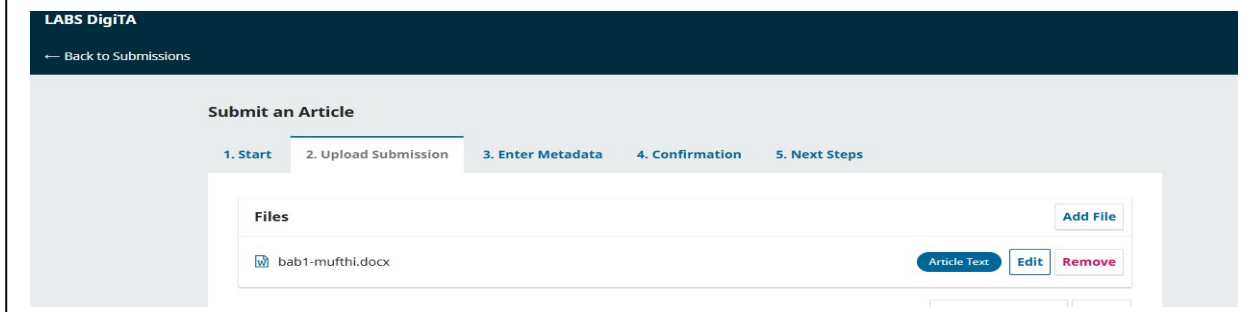 LABS DigiTA
← Back to Submissions
Submit an Article
1. Start 2. Upload Submission 3. Enter Metadata 4. Confirmation 5. Next Steps
Files Add File
bab1-mufthi.docx Article Text Edit Remove